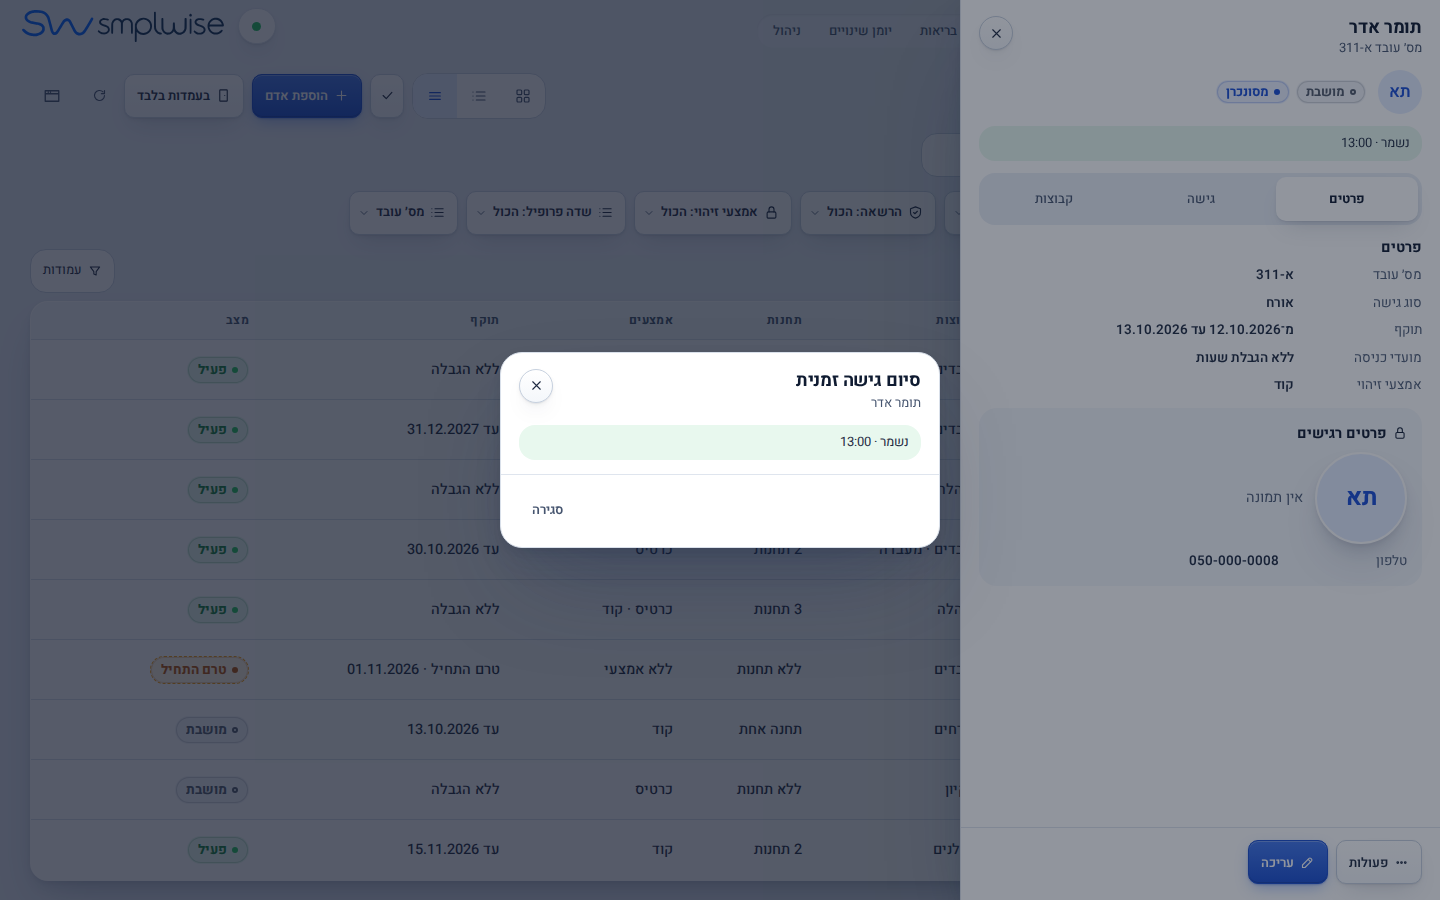 smplwise
ניהול
יומן שינויים
בריאות
בעמדות בלבד
הוספת אדם
מס' עובד
שדה פרופיל: הכול
אמצעי זיהוי: הכול
הרשאה: הכול
עמודות
תחנות
אמצעים
תוקף
מצב
ללא הגבלה
פעיל
עד 31.12.2027
פעיל
ללא הגבלה
פעיל
2 תחנות
כרטיס
עד 30.10.2026
פעיל
3 תחנות
כרטיס · קוד
ללא הגבלה
פעיל
ללא תחנות
ללא אמצעי
טרם התחיל · 01.11.2026
טרם התחיל
תחנה אחת
קוד
עד 13.10.2026
מושבת
ללא תחנות
כרטיס
ללא הגבלה
מושבת
2 תחנות
קוד
עד 15.11.2026
פעיל
תומר אדר
מס' עובד א-311
תא
מושבת
מסונכרן
נשמר · 13:00
פרטים
גישה
קבוצות
פרטים
מס' עובד
א-311
סוג גישה
אורח
תוקף
מ־12.10.2026 עד 13.10.2026
מועדי כניסה
ללא הגבלת שעות
אמצעי זיהוי
קוד
פרטים רגישים
תא
אין תמונה
טלפון
050-000-0008
פעולות
עריכה
סיום גישה זמנית
תומר אדר
נשמר · 13:00
סגירה